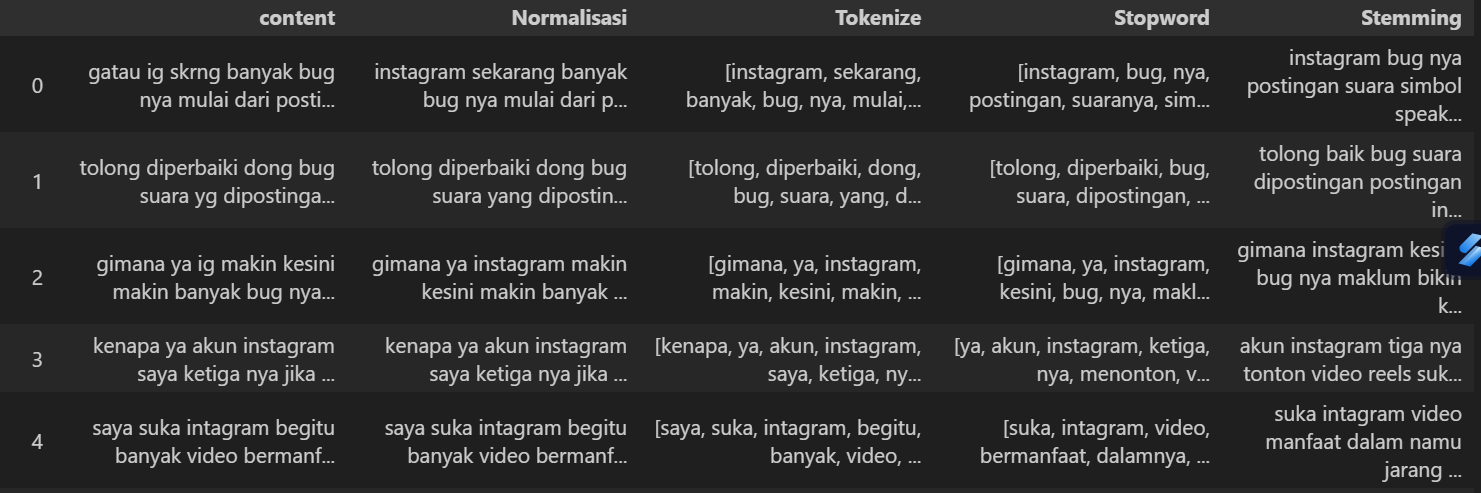 content Normalisasi Tokenize Stopword Stemming
0
gatau ig skrng banyak bug
nya mulai dari posti...
instagram sekarang banyak
bug nya mulai dari p...
[instagram, sekarang,
banyak, bug, nya, mulai,...
[instagram, bug, nya,
postingan, suaranya, sim...
instagram bug nya
postingan suara simbol
speak...
1
tolong diperbaiki dong bug
suara yg dipostinga...
tolong diperbaiki dong bug
suara yang dipostin...
[tolong, diperbaiki, dong,
bug, suara, yang, d...
[tolong, diperbaiki, bug,
suara, dipostingan, ...
tolong baik bug suara
dipostingan postingan
in...
2
gimana ya ig makin kesini
makin banyak bug nya...
gimana ya instagram makin
kesini makin banyak ...
[gimana, ya, instagram,
makin, kesini, makin, ...
[gimana, ya, instagram,
kesini, bug, nya, makl...
gimana instagram
bug nya maklum bikin
k...
3
kenapa ya akun instagram
saya ketiga nya jika ...
kenapa ya akun instagram
saya ketiga nya jika ...
[kenapa, ya, akun, instagram,
saya, ketiga, ny...
[ya, akun, instagram, ketiga,
nya, menonton, v...
akun instagram tiga nya
tonton video reels suk...
4
saya suka intagram begitu
banyak video bermanf...
saya suka intagram begitu
banyak video bermanf...
[saya, suka, intagram, begitu,
banyak, video, ...
[suka, intagram, video,
bermanfaat, dalamnya, ...
suka intagram video
manfaat dalam namu
jarang ...